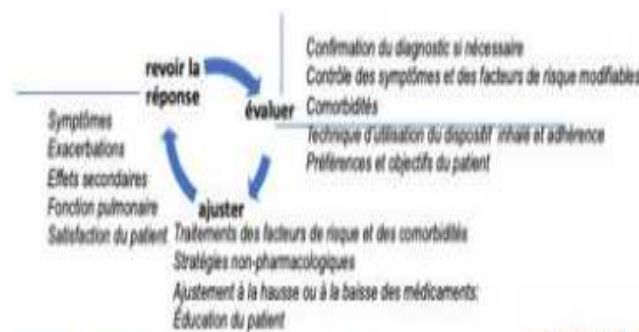 revoir la
réponse
Symptômes
Exacerbations
Effets secondaires
Fonction pulmonaire
Satisfaction du patient
évaluer
Confirmation du diagnostic si nécessaire
Contrôle des symptômes et des facteurs de risque modifiables
Comorbidités
Technique d'utilisation du dispositif inhalé et adhérence
Préférences et objectifs du patient
ajuster
Traitements des facteurs de risque et des comorbidités
Stratégies non-pharmacologiques
Ajustement à la hausse ou à la baisse des médicaments;
Éducation du patient